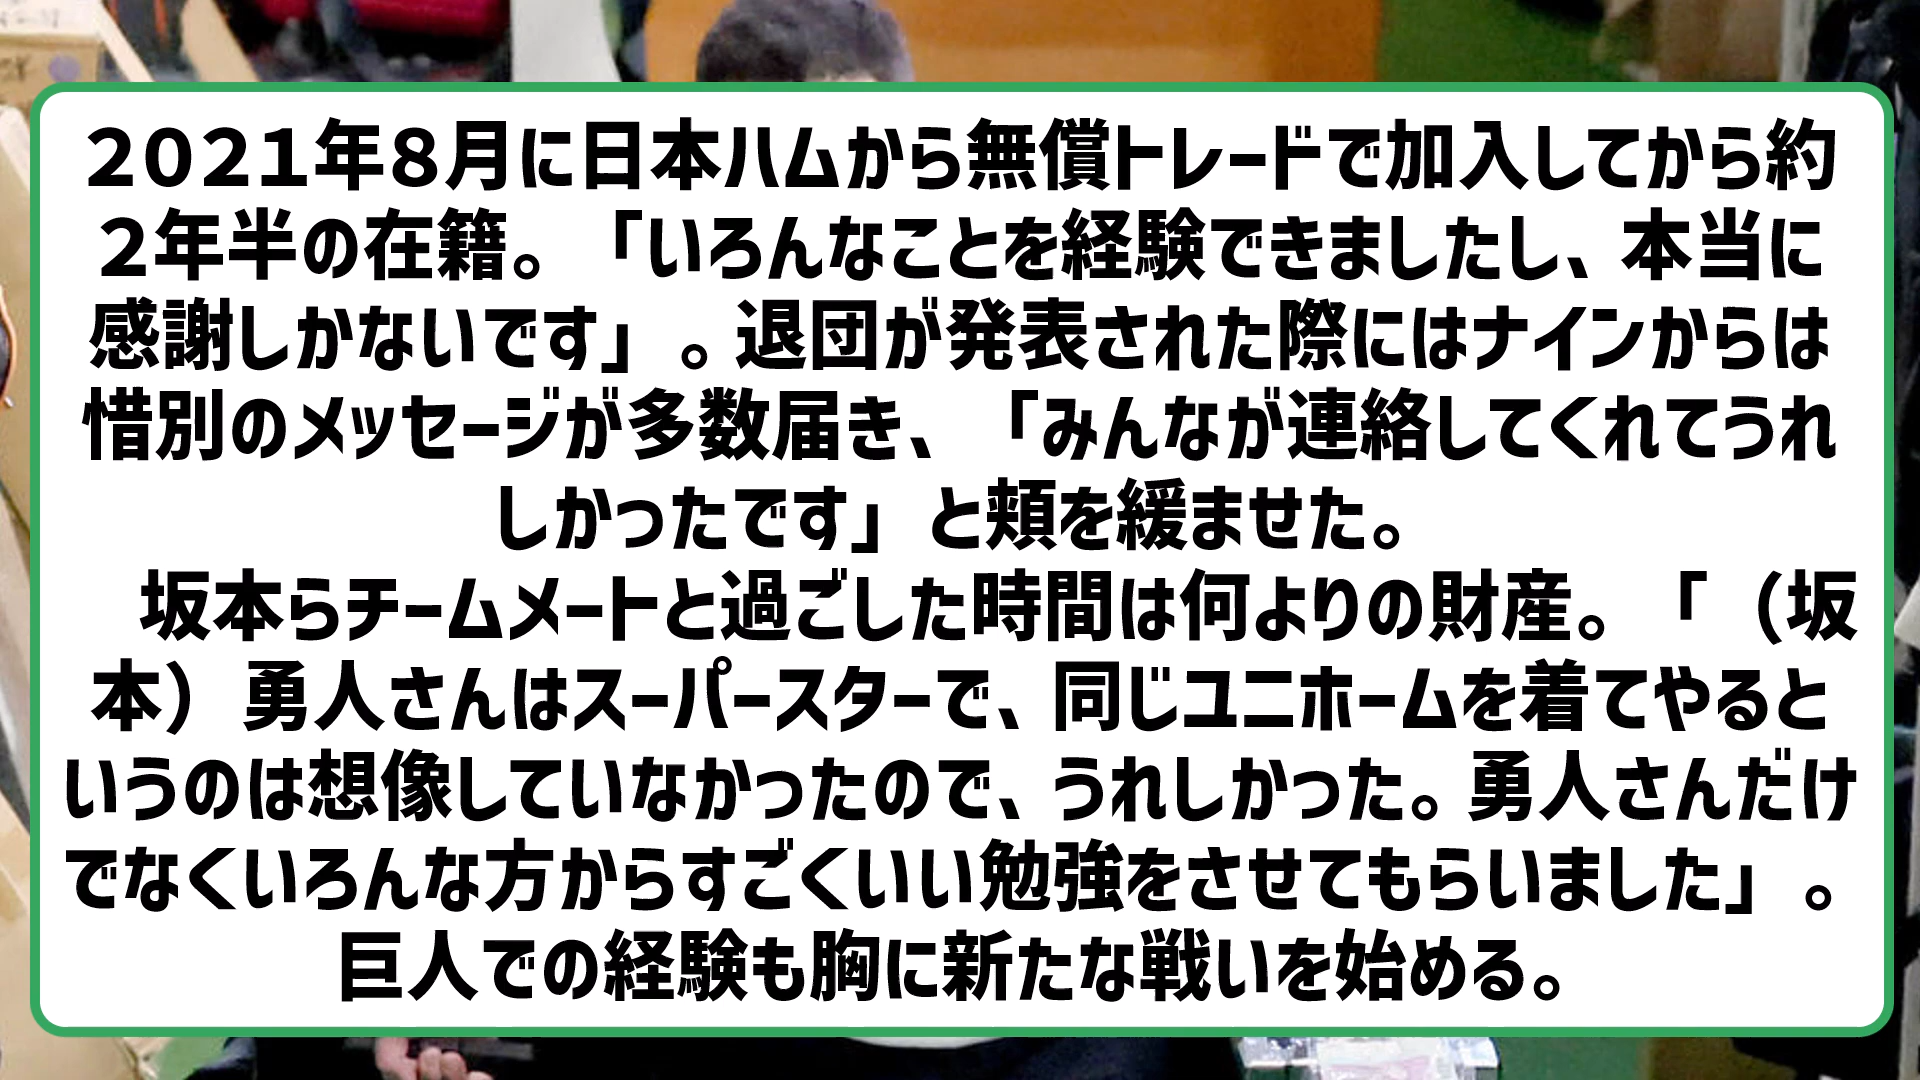 ２０２１年８月に日本ハムから無償トレードで加入してから約
２年半の在籍。「いろんなことを経験できましたし、本当に
感謝しかないです」。退団が発表された際にはナインからは
惜別のメッセージが多数届き、「みんなが連絡してくれてうれ
しかったです」と頬を緩ませた。
　坂本らチームメートと過ごした時間は何よりの財産。「（坂
本）勇人さんはスーパースターで、同じユニホームを着てやると
いうのは想像していなかったので、うれしかった。勇人さんだけ
でなくいろんな方からすごくいい勉強をさせてもらいました」。
巨人での経験も胸に新たな戦いを始める。